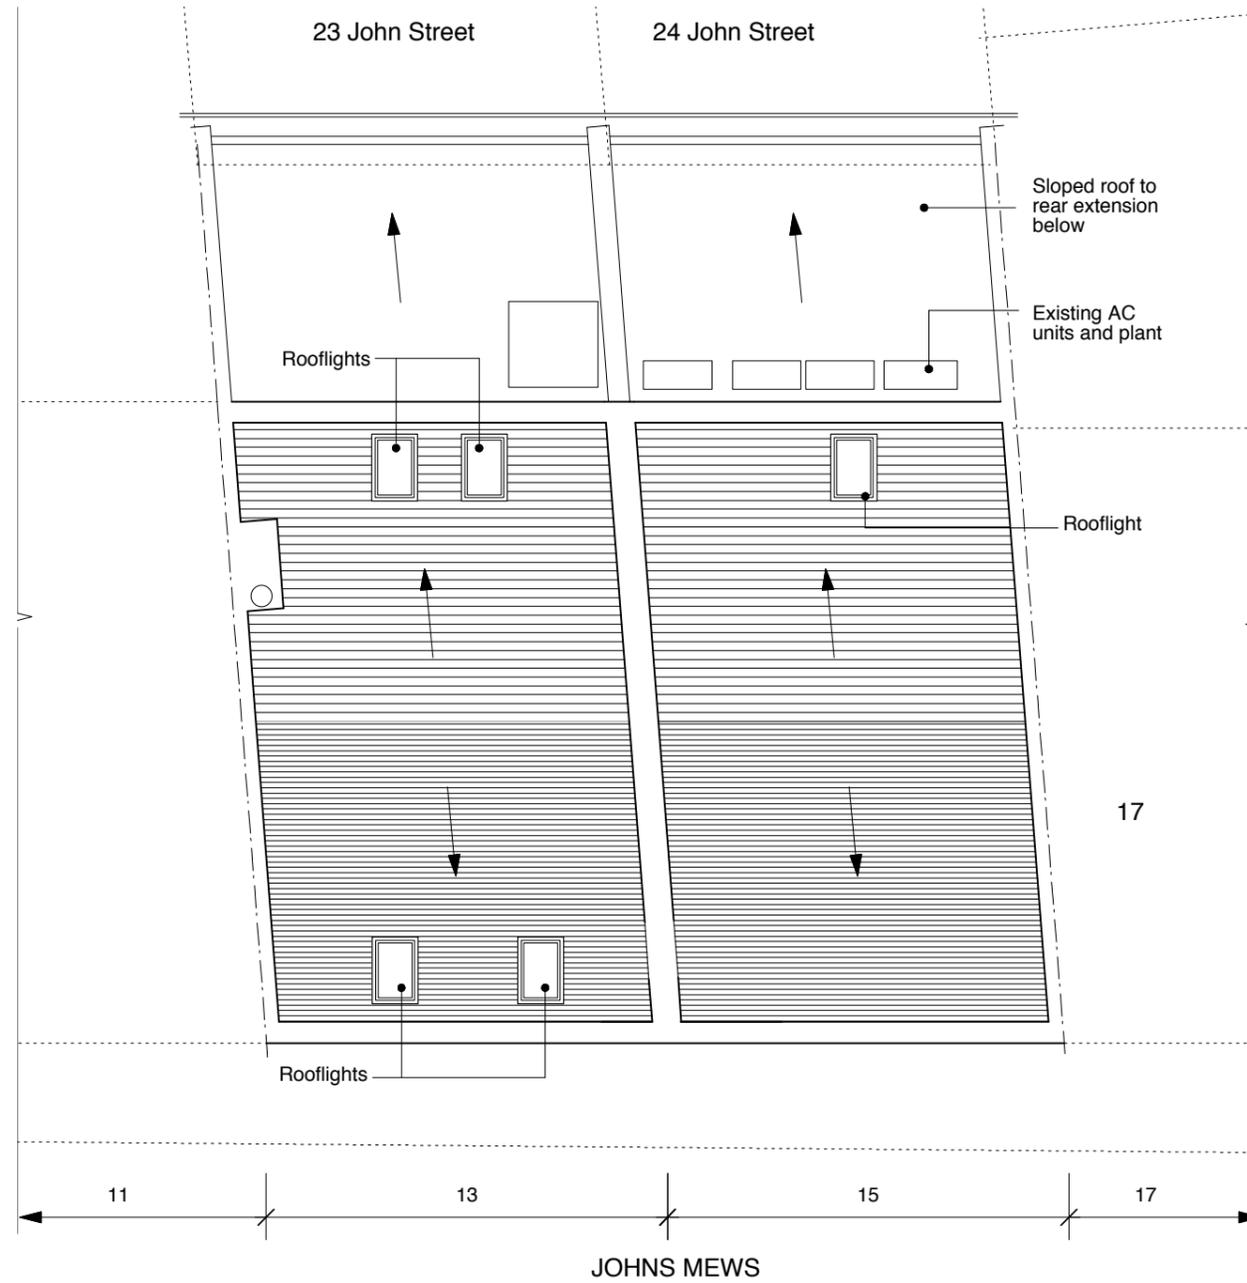 23 John Street
24 John Street
Sloped roof to
rear extension
below
Existing AC
units and plant
Rooflights
Rooflight
17
Rooflights
11
13
15
17
JOHNS MEWS